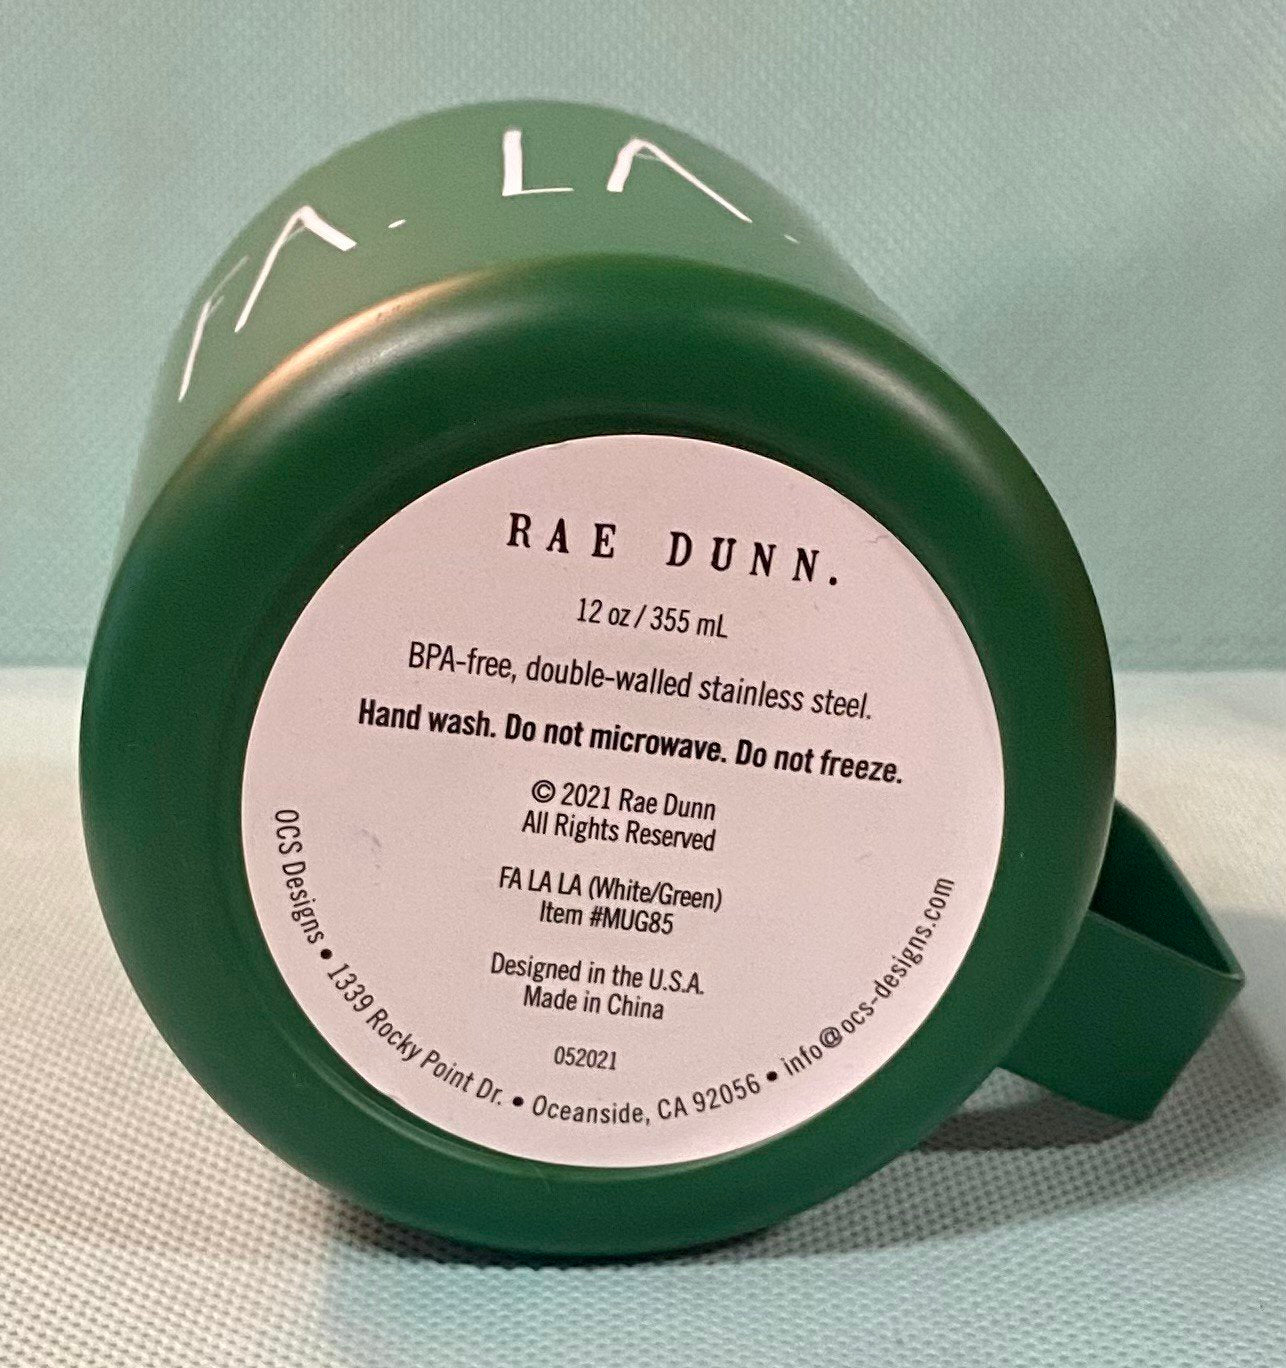 FA. LA.
RAE DUNN.
12 oz / 355 mL
BPA-free, double-walled stainless steel.
Hand wash. Do not microwave. Do not freeze.
© 2021 Rae Dunn
All Rights Reserved
FA LA LA (White/Green)
Item #MUG85
Designed in the U.S.A.
Made in China
052021
OCS Designs • 1339 Rocky Point Dr. • Oceanside, CA 92056 • info@ocs-designs.com